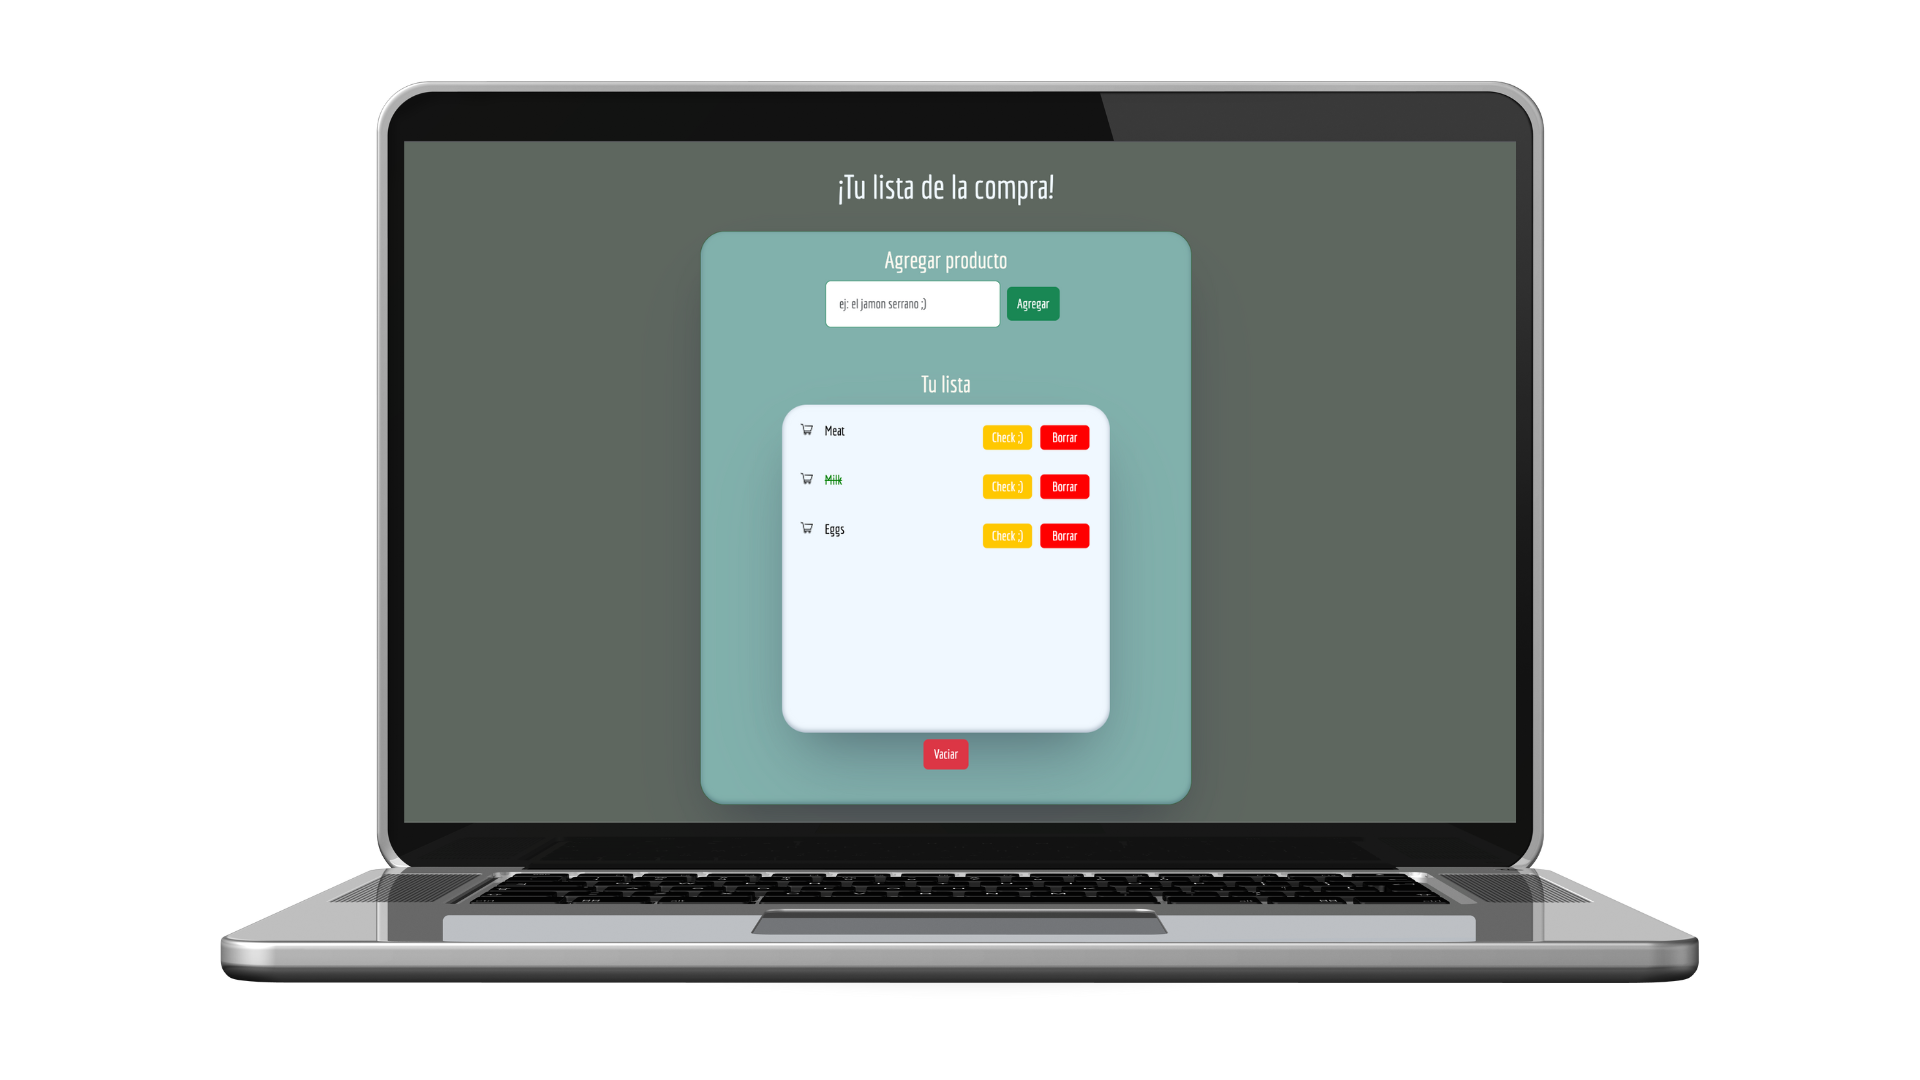 ¡Tu lista de la compra!
Agregar producto
ej: el jamon serrano ;)
Agregar
Tu lista
Meat
Check ;)
Borrar
Milk
Check ;)
Borrar
Eggs
Check ;)
Borrar
Vaciar